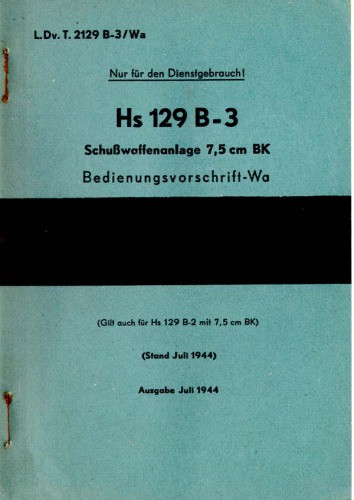 L.Dv.T. 2129 B-3/Wa
Nur für den Dienstgebrauch!
Hs 129 B-3
Schußwaffenanlage 7,5 cm BK
Bedienungsvorschrift-Wa
(Gilt auch für Hs 129 B-2 mit 7,5 cm BK)
(Stand Juli 1944)
Ausgabe Juli 1944